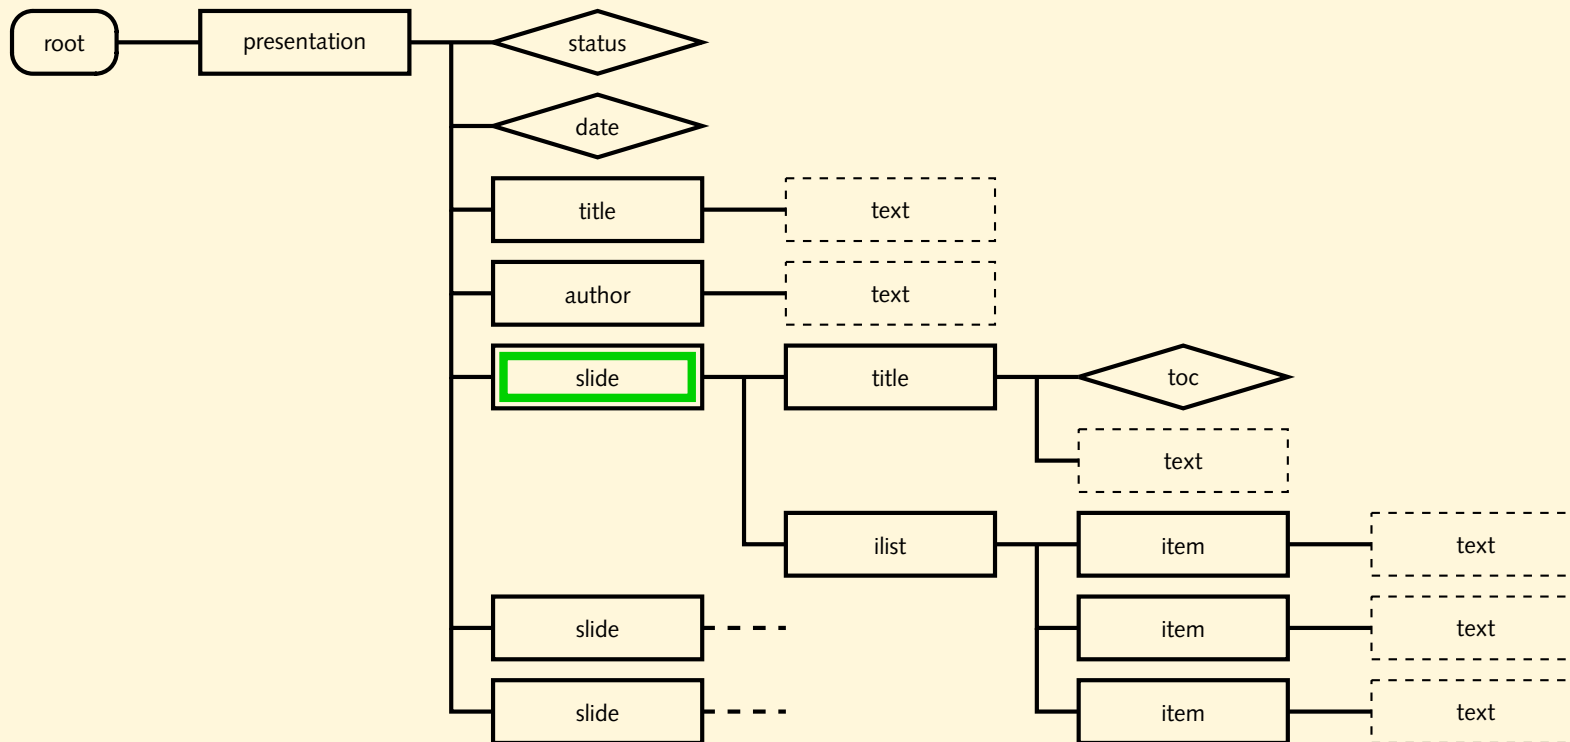 root presentation status
date
title text
author text
slide title toc
text
ilist item text
slide item text
slide item text